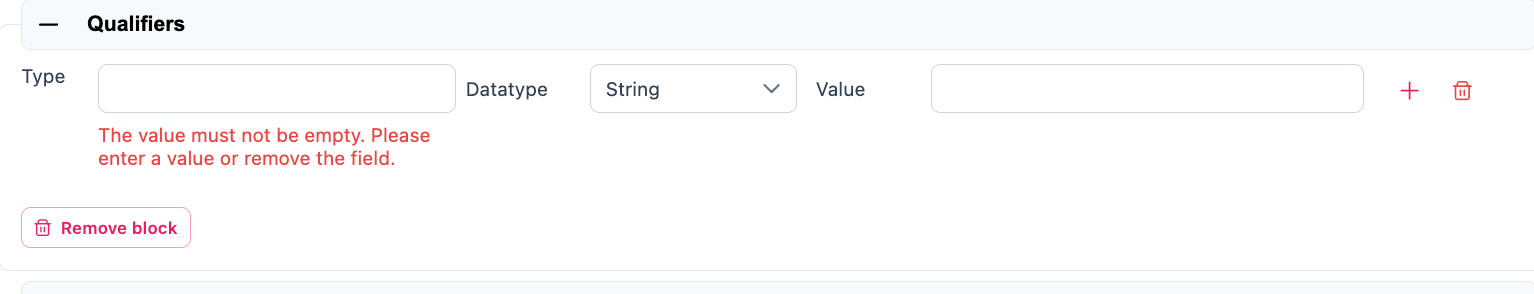 Qualifiers
Type
Datatype
String
Value
The value must not be empty. Please
enter a value or remove the field.
Remove block